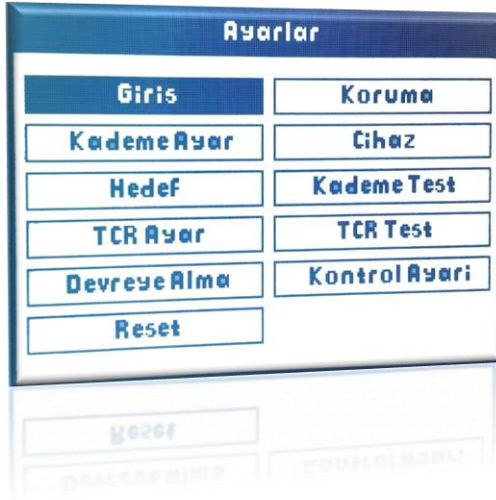 Ayarlar
Giris
Koruma
Kademe Ayar
Cihaz
Hedef
Kademe Test
TCR Ayar
TCR Test
Devreye Alma
Kontrol Ayari
Reset